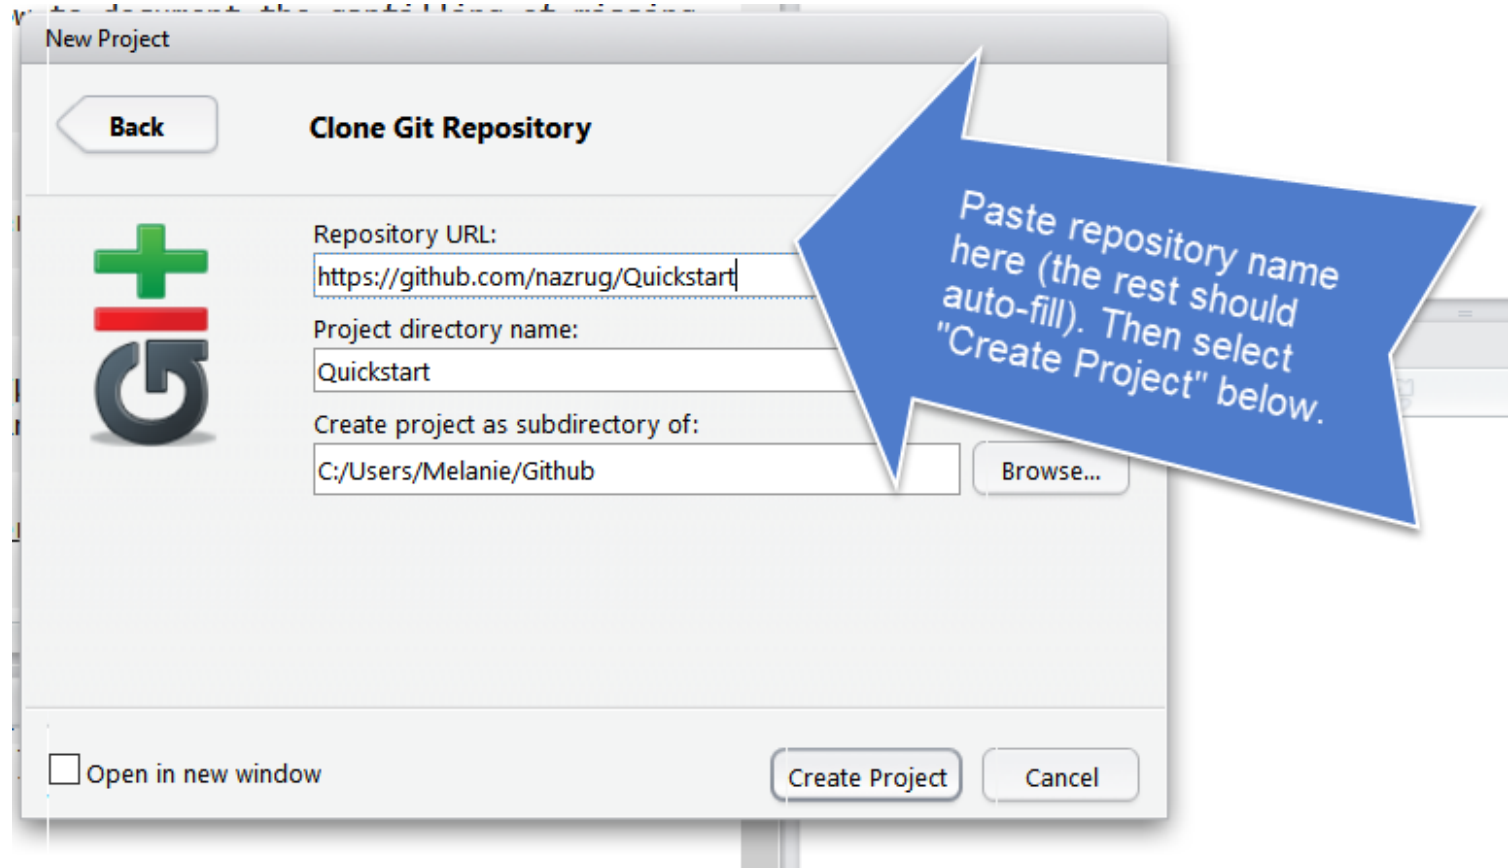 New Project
Back
Clone Git Repository
Repository URL:
https://github.com/nazrug/Quickstart
Project directory name:
Quickstart
Create project as subdirectory of:
C:/Users/Melanie/Github
Browse...
Paste repository name
here (the rest should
auto-fill). Then select
"Create Project" below.
Open in new window
Create Project
Cancel